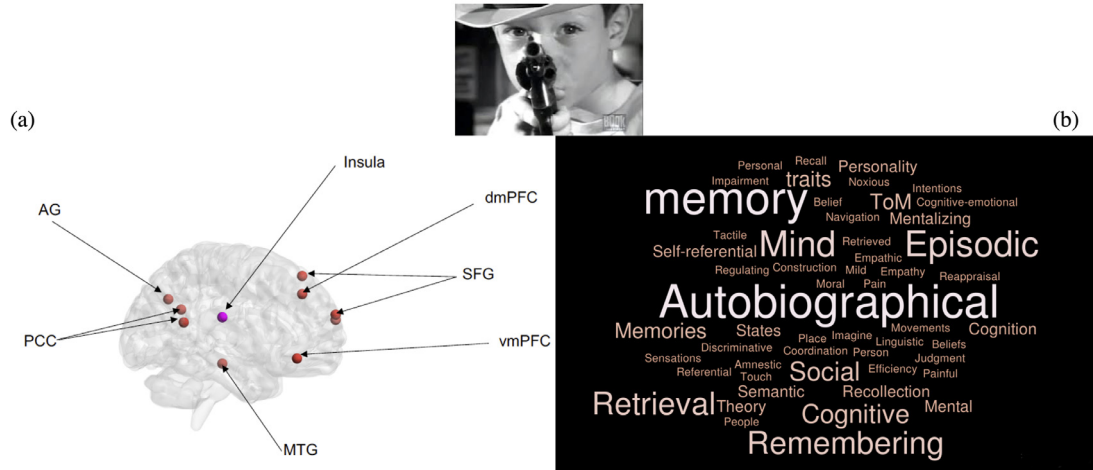 (a)
(b)
Insula
dmPFC
AG
SFG
PCC
vmPFC
MTG
Personal Recall Personality
Impairment traits Noxious
Intentions
memory Belief ToM Cognitive-emotional
Navigation Mentalizing
Tactile
Self-referential Mind Retrieved Episodic
Empathic
Regulating Construction Mild Empathy Reappraisal
Moral Pain
Autobiographical
Memories States Movements Cognition
Place Imagine Linguistic Beliefs
Discriminative Coordination Person Judgment
Sensations Amnestic Social Efficiency Painful
Referential Touch
Semantic Recollection
Retrieval Theory Cognitive Mental
People
Remembering